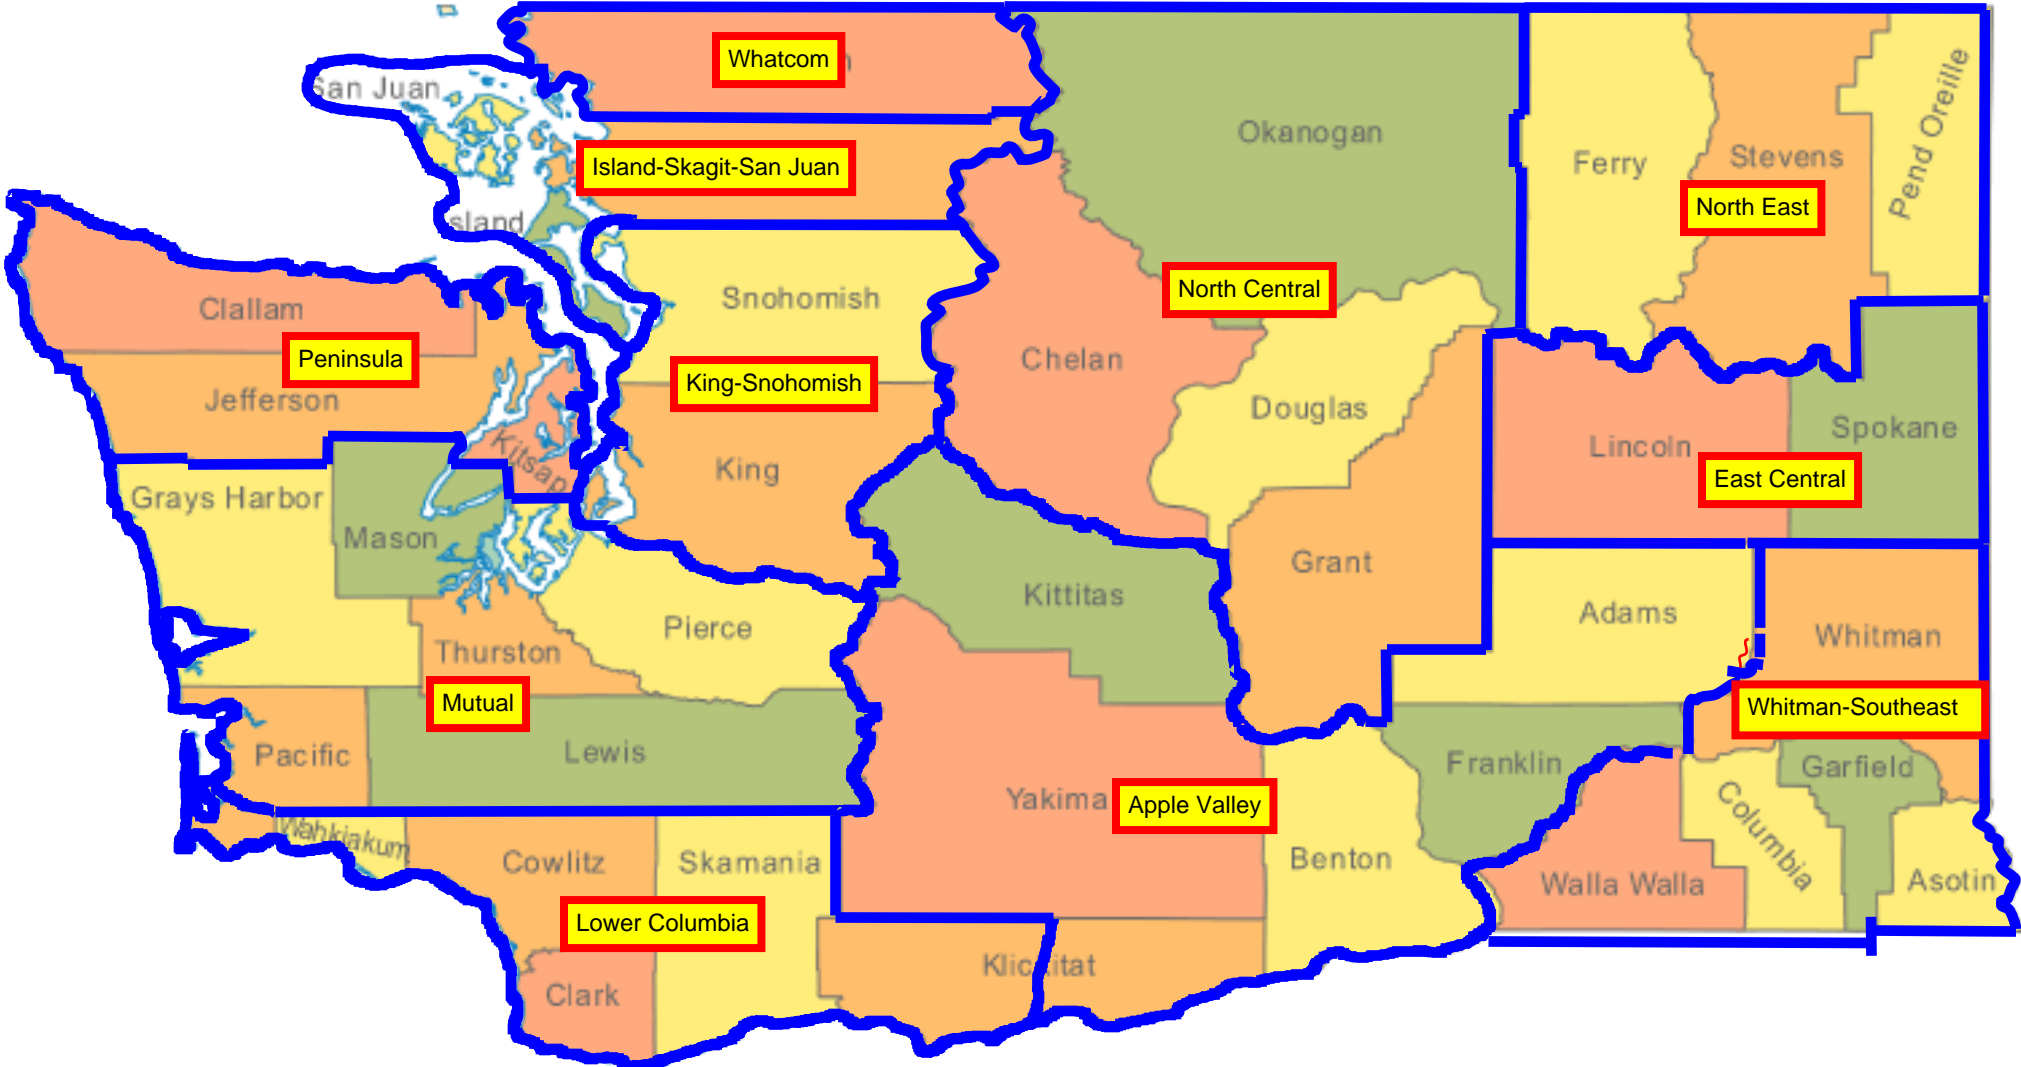 Whatcom
San Juan
Okanogan
Ferry
Stevens
Pend Oreille
Island-Skagit-San Juan
North East
sland
Clallam
Snohomish
North Central
Peninsula
Chelan
King-Snohomish
Jefferson
Douglas
Spokane
Kitsap
King
Lincoln
East Central
Grays Harbor
Mason
Grant
Kittitas
Adams
Pierce
Whitman
Thurston
Mutual
Whitman-Southeast
Pacific
Lewis
Franklin
Garfield
Yakima
Apple Valley
Columbia
Wahkiakum
Cowlitz
Skamania
Benton
Walla Walla
Asotin
Lower Columbia
Klickitat
Clark